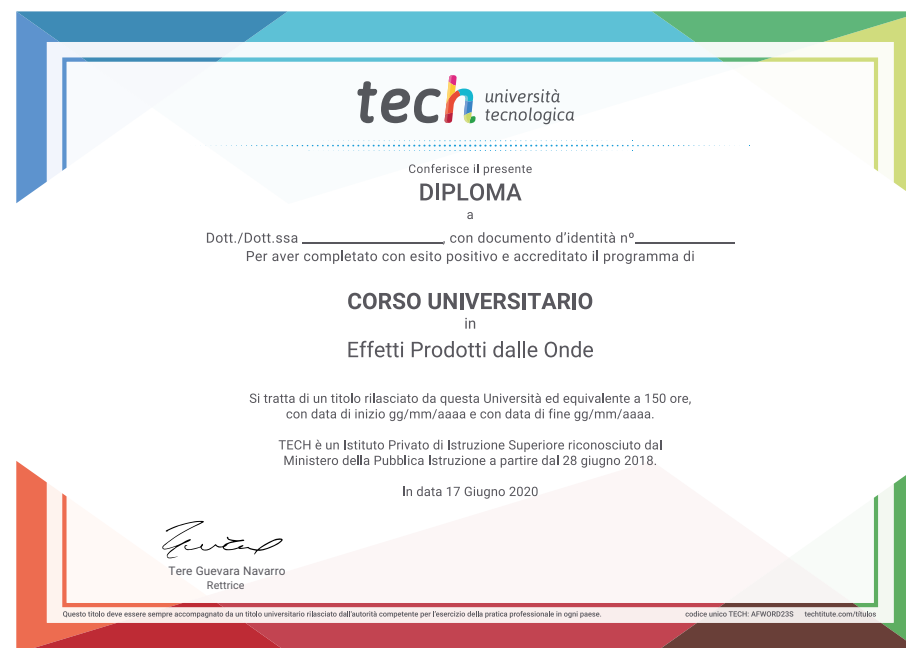 tech università
tecnologica
Conferisce il presente
DIPLOMA
a
Dott./Dott.ssa ____________________, con documento d'identità nº______________
Per aver completato con esito positivo e accreditato il programma di
CORSO UNIVERSITARIO
in
Effetti Prodotti dalle Onde
Si tratta di un titolo rilasciato da questa Università ed equivalente a 150 ore,
con data di inizio gg/mm/aaaa e con data di fine gg/mm/aaaa.
TECH è un Istituto Privato di Istruzione Superiore riconosciuto dal
Ministero della Pubblica Istruzione a partire dal 28 giugno 2018.
In data 17 Giugno 2020
Tere Guevara Navarro
Rettrice
Questo titolo deve essere sempre accompagnato da un titolo universitario rilasciato dall'autorità competente per l'esercizio della pratica professionale in ogni paese. codice unico TECH: AFWORD23S techtitute.com/títulos